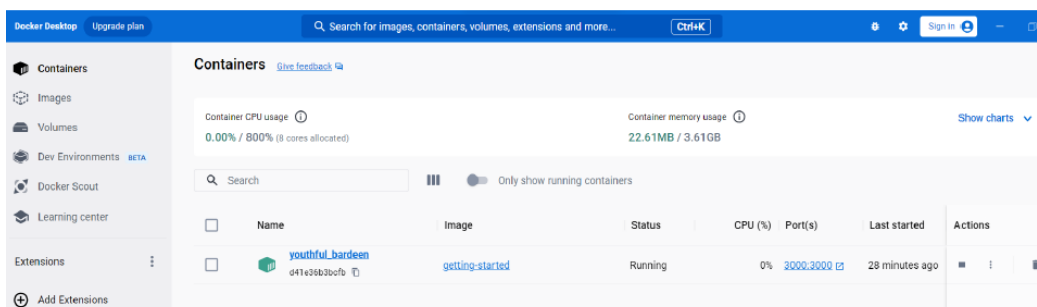 Docker Desktop Upgrade plan Search for images, containers, volumes, extensions and more... Ctrl+K Sign in
Containers
Images
Volumes
Dev Environments BETA
Docker Scout
Learning center
Extensions
Add Extensions
Containers Give feedback
Container CPU usage
0.00% / 800% (8 cores allocated)
Container memory usage
22.61MB / 3.61GB
Show charts
Search
Only show running containers
Name Image Status CPU (%) Port(s) Last started Actions
youthful_bardeen
d41e36b3bcfb
getting-started Running 0% 3000:3000 28 minutes ago